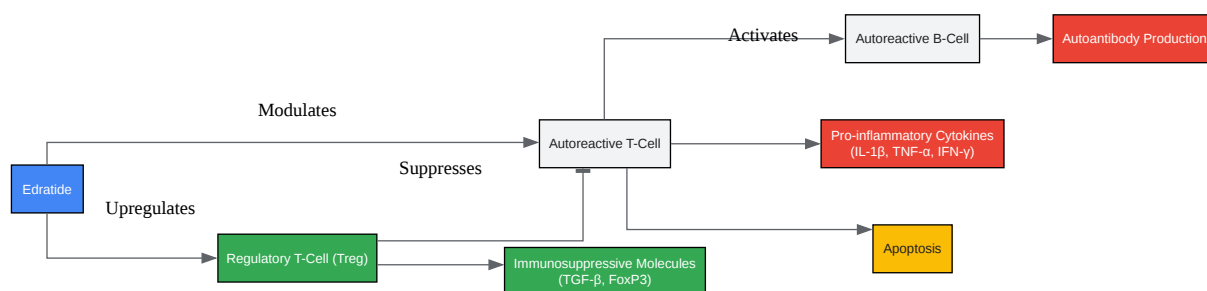 Activates
Autoreactive B-Cell
Autoantibody Production
Modulates
Autoreactive T-Cell
Pro-inflammatory Cytokines
(IL-1β, TNF-α, IFN-γ)
Suppresses
Edratide
Upregulates
Regulatory T-Cell (Treg)
Immunosuppressive Molecules
(TGF-β, FoxP3)
Apoptosis